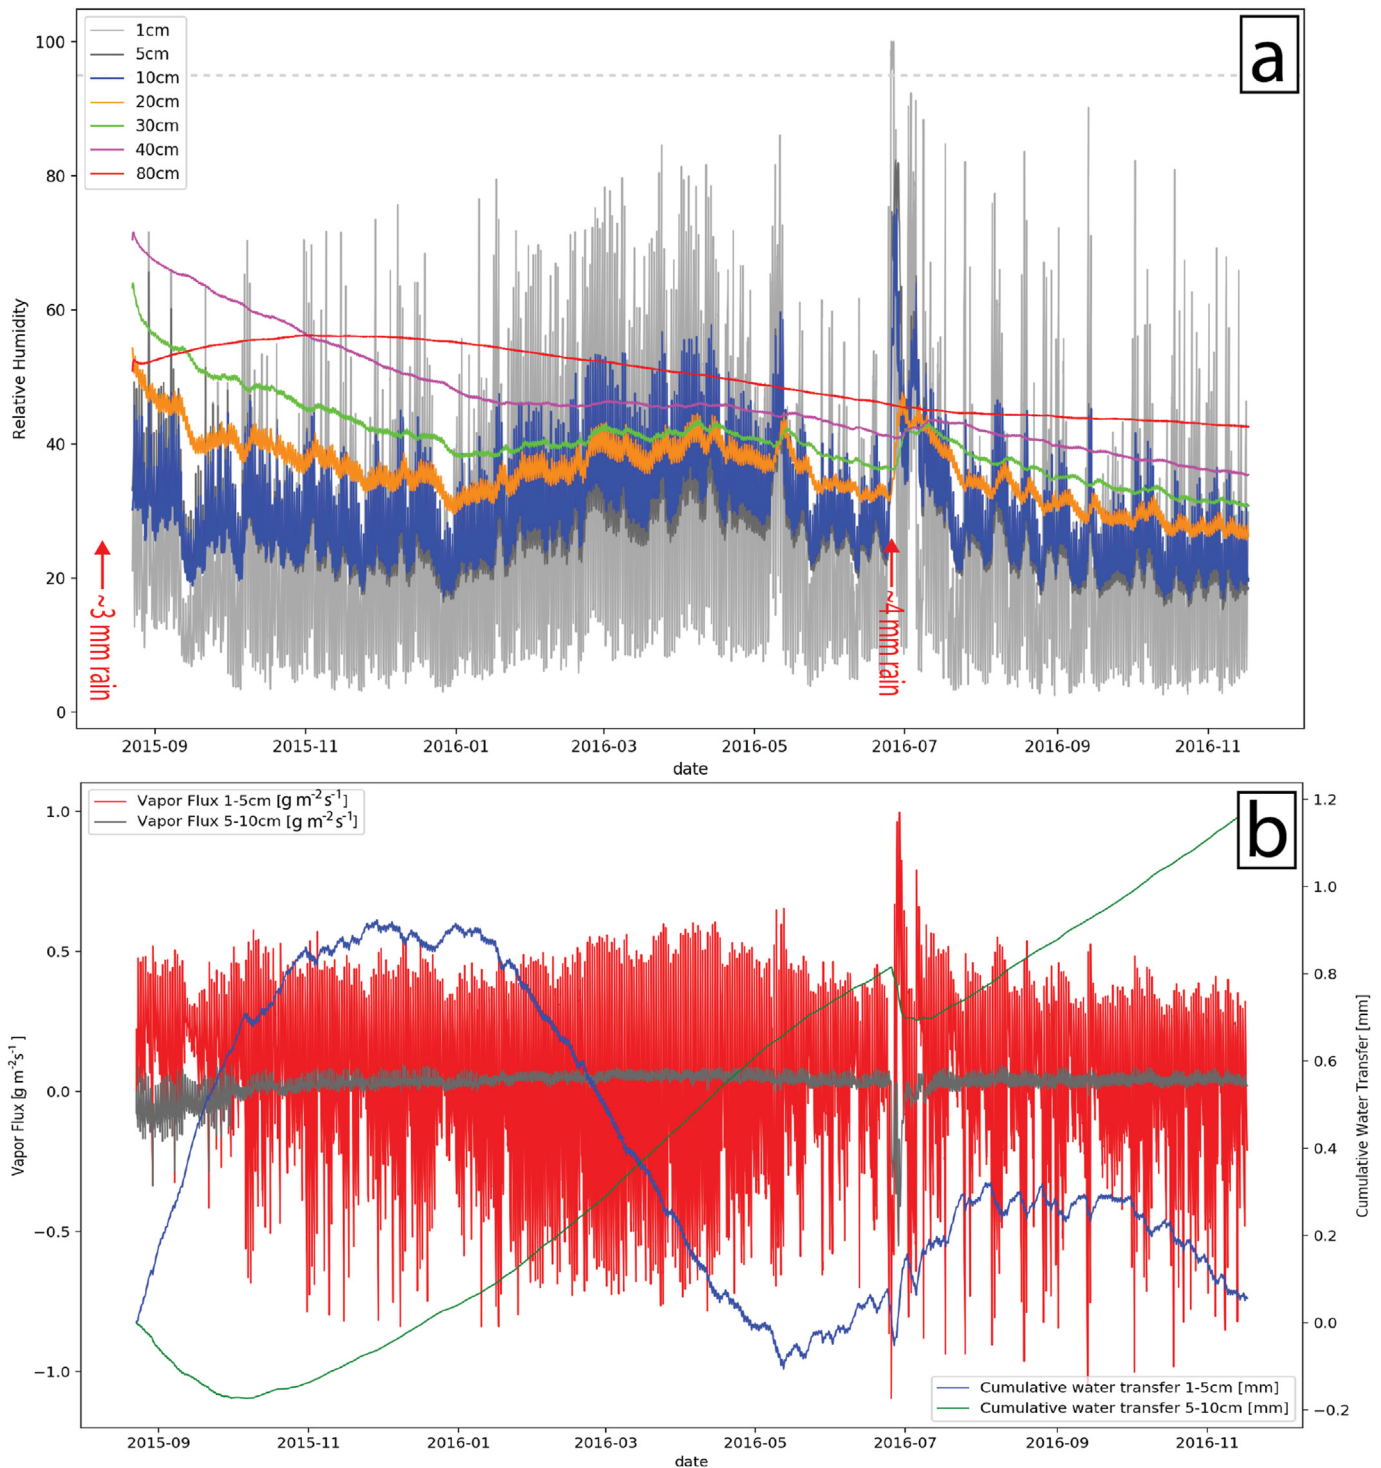 a
1cm
5cm
10cm
20cm
30cm
40cm
80cm
100
80
60
40
20
0
Relative Humidity
~3 mm rain
~4 mm rain
2015-09 2015-11 2016-01 2016-03 2016-05 2016-07 2016-09 2016-11
date
b
Vapor Flux 1-5cm [g m⁻²s⁻¹]
Vapor Flux 5-10cm [g m⁻²s⁻¹]
1.0
0.5
0.0
−0.5
−1.0
Vapor Flux [g m⁻²s⁻¹]
1.2
1.0
0.8
0.6
0.4
0.2
0.0
−0.2
Cumulative Water Transfer [mm]
Cumulative water transfer 1-5cm [mm]
Cumulative water transfer 5-10cm [mm]
2015-09 2015-11 2016-01 2016-03 2016-05 2016-07 2016-09 2016-11
date